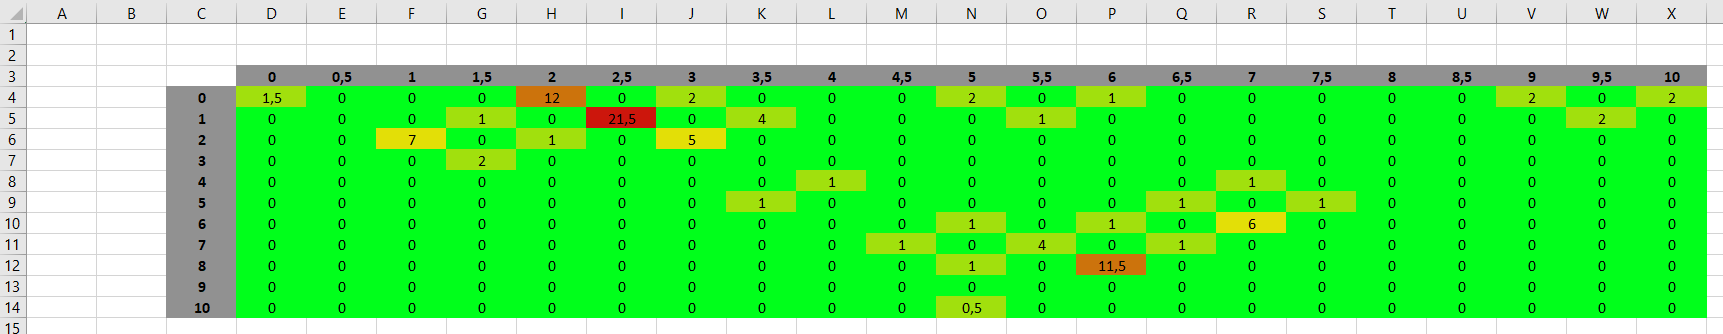 A B C D E F G H I J K L M N O P Q R S T U V W X
1
2
3 0 0,5 1 1,5 2 2,5 3 3,5 4 4,5 5 5,5 6 6,5 7 7,5 8 8,5 9 9,5 10
4 0 1,5 0 0 0 12 0 2 0 0 0 2 0 1 0 0 0 0 0 2 0 2
5 1 0 0 0 1 0 21,5 0 4 0 0 0 1 0 0 0 0 0 0 0 2 0
6 2 0 0 7 0 1 0 5 0 0 0 0 0 0 0 0 0 0 0 0 0 0
7 3 0 0 0 2 0 0 0 0 0 0 0 0 0 0 0 0 0 0 0 0 0
8 4 0 0 0 0 0 0 0 0 1 0 0 0 0 0 1 0 0 0 0 0 0
9 5 0 0 0 0 0 0 0 1 0 0 0 0 0 1 0 1 0 0 0 0 0
10 6 0 0 0 0 0 0 0 0 0 0 1 0 1 0 6 0 0 0 0 0 0
11 7 0 0 0 0 0 0 0 0 0 1 0 4 0 1 0 0 0 0 0 0 0
12 8 0 0 0 0 0 0 0 0 0 0 1 0 11,5 0 0 0 0 0 0 0 0
13 9 0 0 0 0 0 0 0 0 0 0 0 0 0 0 0 0 0 0 0 0 0
14 10 0 0 0 0 0 0 0 0 0 0 0,5 0 0 0 0 0 0 0 0 0 0
15